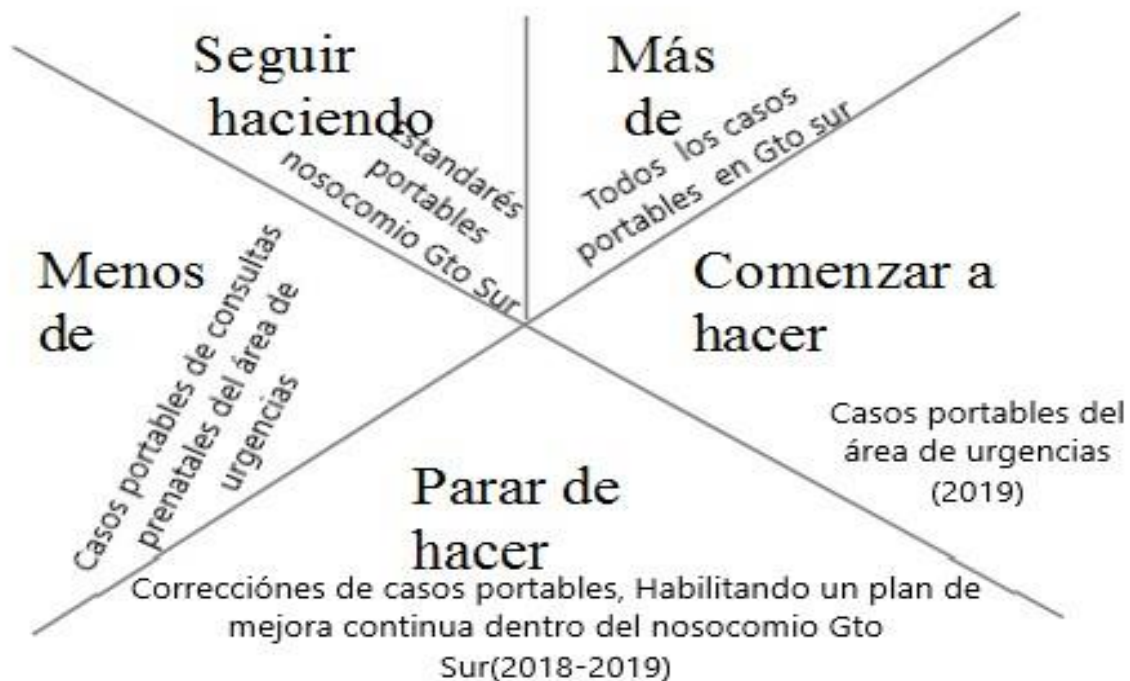 Seguir
haciendo
Estandarés
portables
nosocomio Gto Sur
Más
de
Todos los casos
portables en Gto sur
Menos
de
Casos portables de consultas
prenatales del área de
urgencias
Comenzar a
hacer
Casos portables del
área de urgencias
(2019)
Parar de
hacer
Correcciónes de casos portables, Habilitando un plan de
mejora continua dentro del nosocomio Gto
Sur(2018-2019)